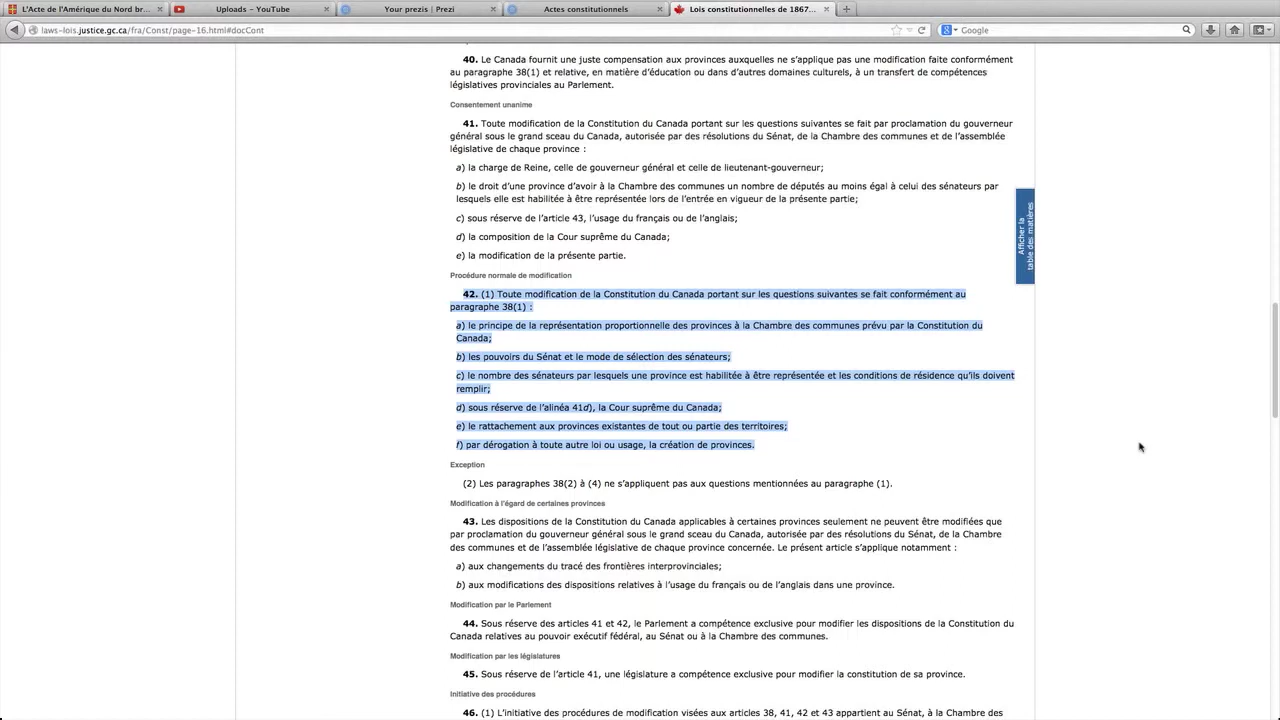 L'Acte de l'Amérique du Nord br...
Uploads - YouTube
Your prezis | Prezi
Actes constitutionnels
Lois constitutionnelles de 1867...
laws-lois.justice.gc.ca/fra/Const/page-16.html#docCont
Google
40. Le Canada fournit une juste compensation aux provinces auxquelles ne s'applique pas une modification faite conformément
au paragraphe 38(1) et relative, en matière d'éducation ou dans d'autres domaines culturels, à un transfert de compétences
législatives provinciales au Parlement.
Consentement unanime
41. Toute modification de la Constitution du Canada portant sur les questions suivantes se fait par proclamation du gouverneur
général sous le grand sceau du Canada, autorisée par des résolutions du Sénat, de la Chambre des communes et de l'assemblée
législative de chaque province :
a) la charge de Reine, celle de gouverneur général et celle de lieutenant-gouverneur;
b) le droit d'une province d'avoir à la Chambre des communes un nombre de députés au moins égal à celui des sénateurs par
lesquels elle est habilitée à être représentée lors de l'entrée en vigueur de la présente partie;
c) sous réserve de l'article 43, l'usage du français ou de l'anglais;
d) la composition de la Cour suprême du Canada;
e) la modification de la présente partie.
Afficher la
table des matières
Procédure normale de modification
42. (1) Toute modification de la Constitution du Canada portant sur les questions suivantes se fait conformément au
paragraphe 38(1) :
a) le principe de la représentation proportionnelle des provinces à la Chambre des communes prévu par la Constitution du
Canada;
b) les pouvoirs du Sénat et le mode de sélection des sénateurs;
c) le nombre des sénateurs par lesquels une province est habilitée à être représentée et les conditions de résidence qu'ils doivent
remplir;
d) sous réserve de l'alinéa 41d), la Cour suprême du Canada;
e) le rattachement aux provinces existantes de tout ou partie des territoires;
f) par dérogation à toute autre loi ou usage, la création de provinces.
Exception
(2) Les paragraphes 38(2) à (4) ne s'appliquent pas aux questions mentionnées au paragraphe (1).
Modification à l'égard de certaines provinces
43. Les dispositions de la Constitution du Canada applicables à certaines provinces seulement ne peuvent être modifiées que
par proclamation du gouverneur général sous le grand sceau du Canada, autorisée par des résolutions du Sénat, de la Chambre
des communes et de l'assemblée législative de chaque province concernée. Le présent article s'applique notamment :
a) aux changements du tracé des frontières interprovinciales;
b) aux modifications des dispositions relatives à l'usage du français ou de l'anglais dans une province.
Modification par le Parlement
44. Sous réserve des articles 41 et 42, le Parlement a compétence exclusive pour modifier les dispositions de la Constitution du
Canada relatives au pouvoir exécutif fédéral, au Sénat ou à la Chambre des communes.
Modification par les législatures
45. Sous réserve de l'article 41, une législature a compétence exclusive pour modifier la constitution de sa province.
Initiative des procédures
46. (1) L'initiative des procédures de modification visées aux articles 38, 41, 42 et 43 appartient au Sénat, à la Chambre des